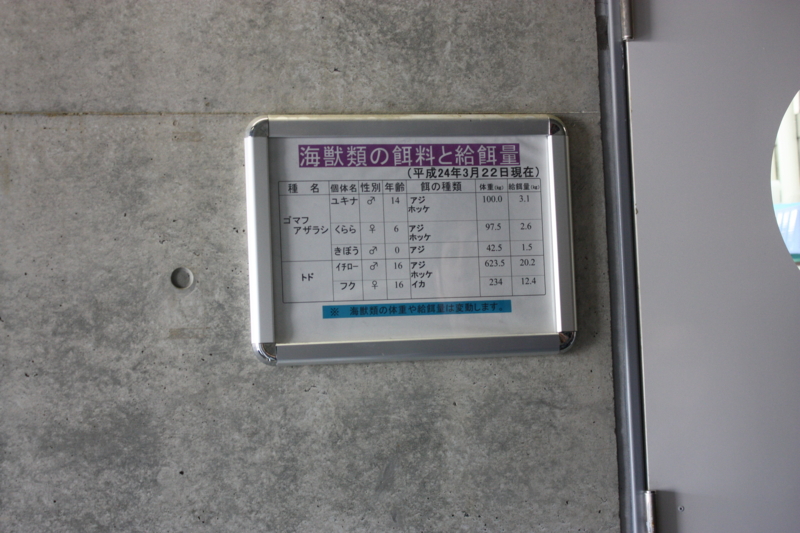 海獣類の餌料と給餌量
(平成24年3月22日現在)
種 名 個体名 性別 年齢 餌の種類 体重(kg) 給餌量(kg)
ゴマフアザラシ ユキナ ♂ 14 アジ ホッケ 100.0 3.1
くらら ♀ 6 アジ ホッケ 97.5 2.6
きぼう ♂ 0 アジ 42.5 1.5
トド イチロー ♂ 16 アジ ホッケ イカ 623.5 20.2
フク ♀ 16 234 12.4
※ 海獣類の体重や給餌量は変動します。